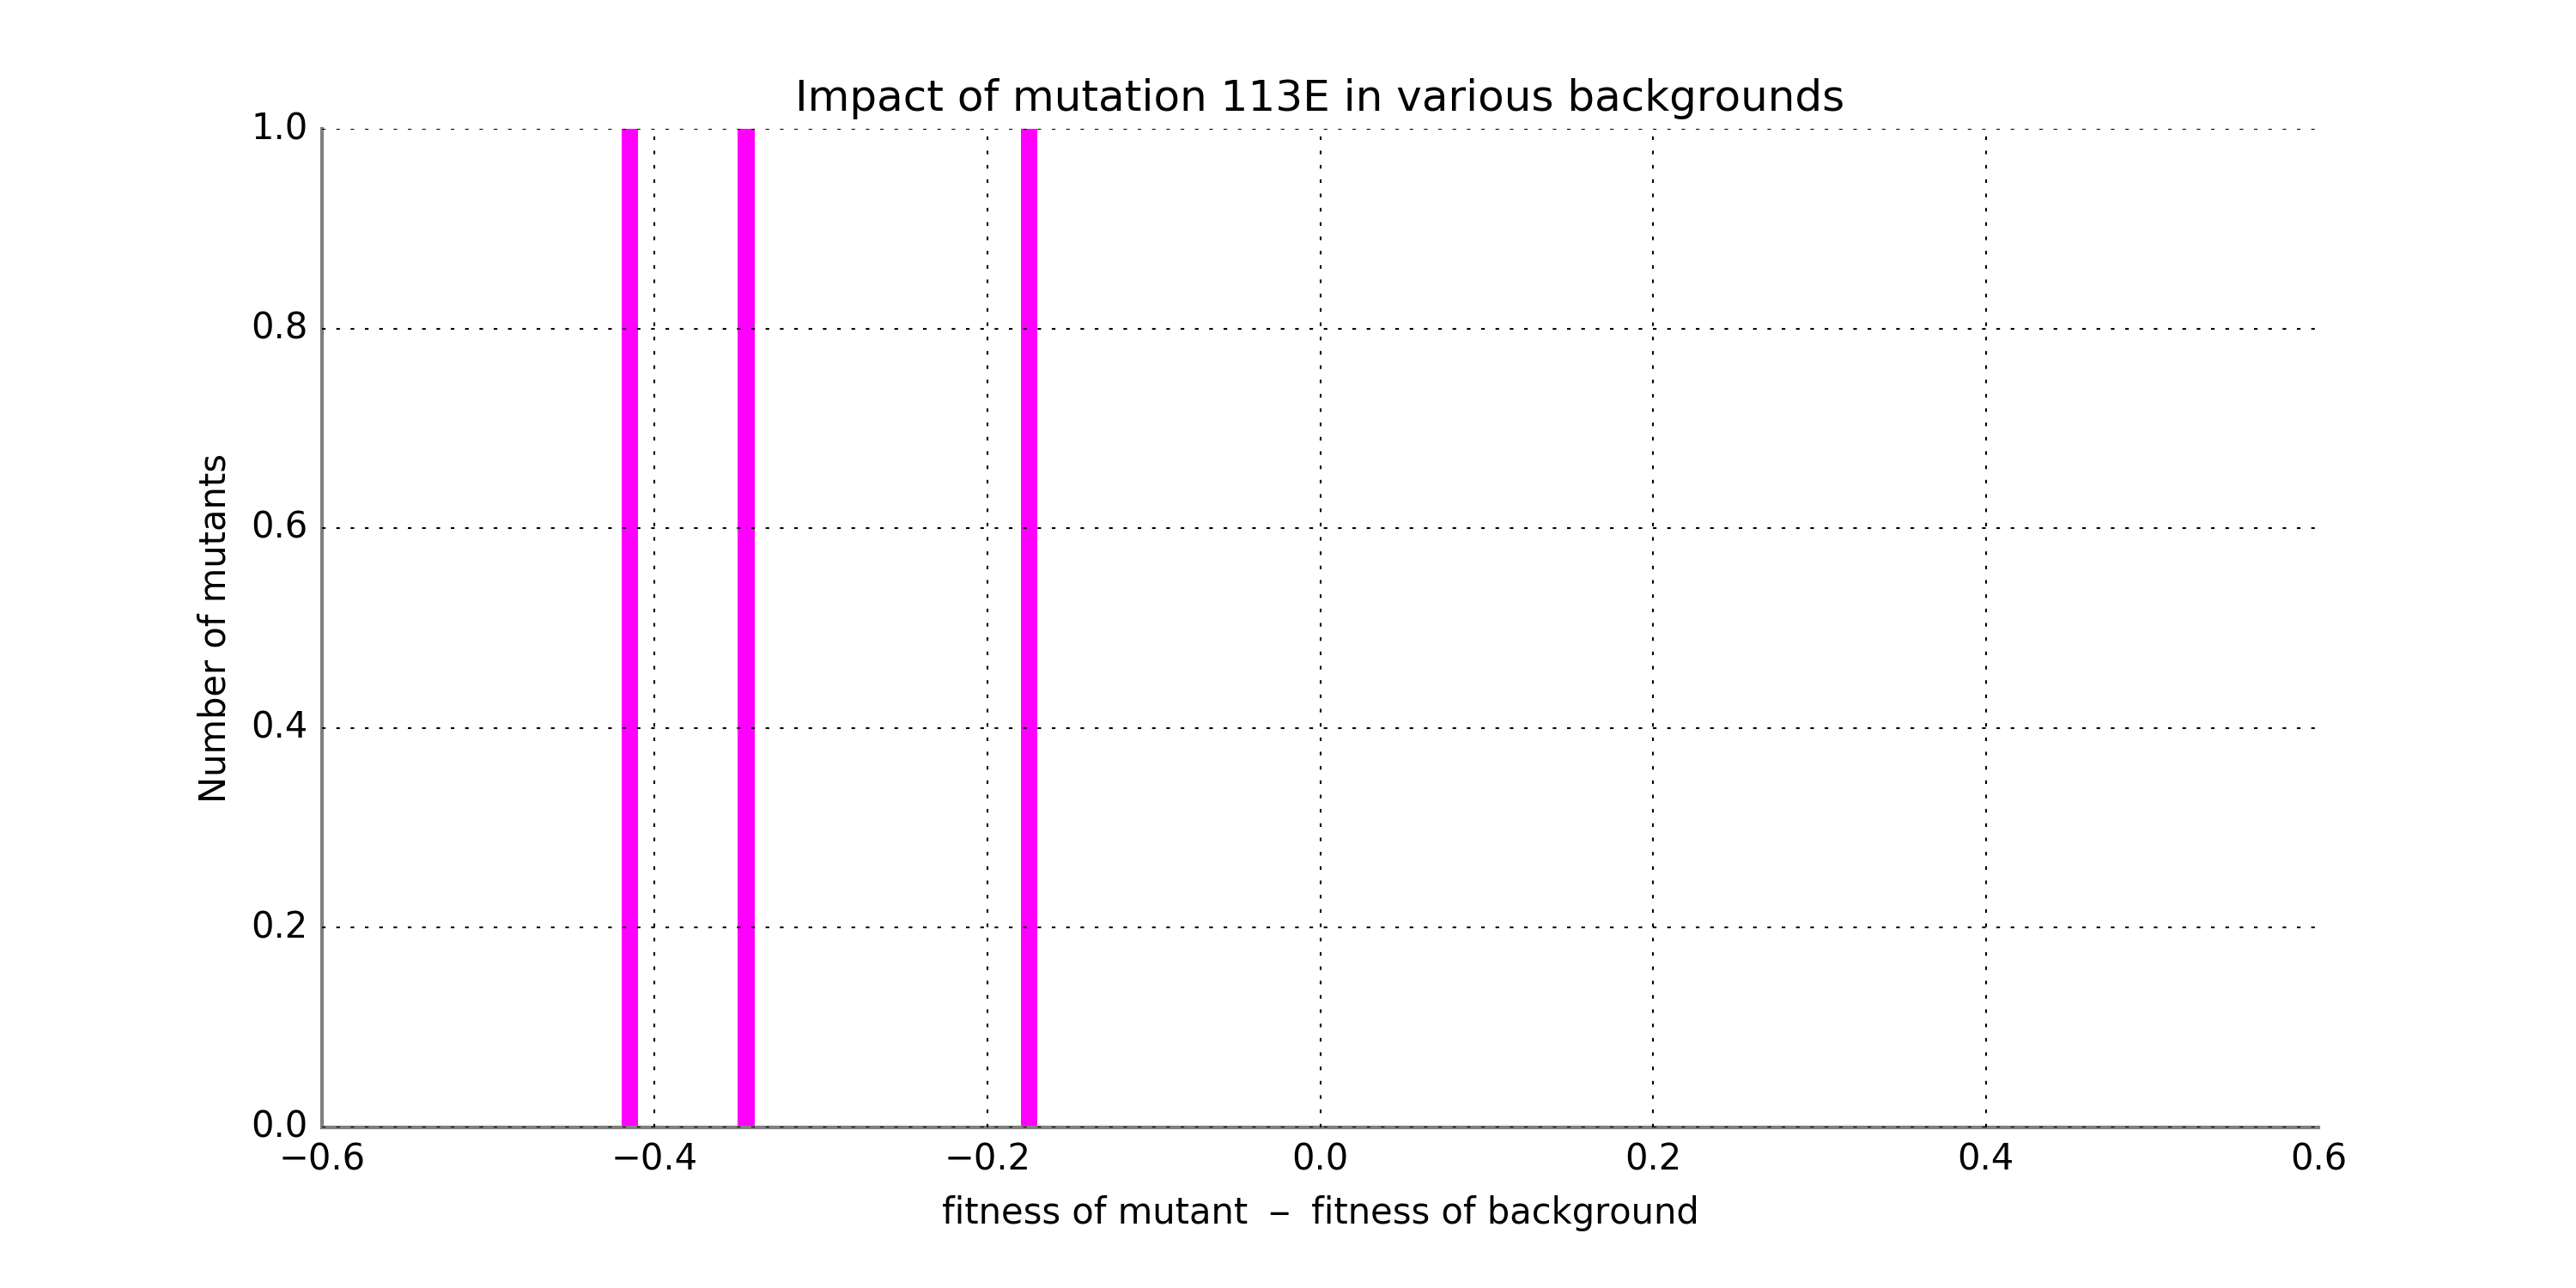 Impact of mutation 113E in various backgrounds
1.0
0.8
0.6
0.4
0.2
0.0
Number of mutants
−0.6 −0.4 −0.2 0.0 0.2 0.4 0.6
fitness of mutant − fitness of background